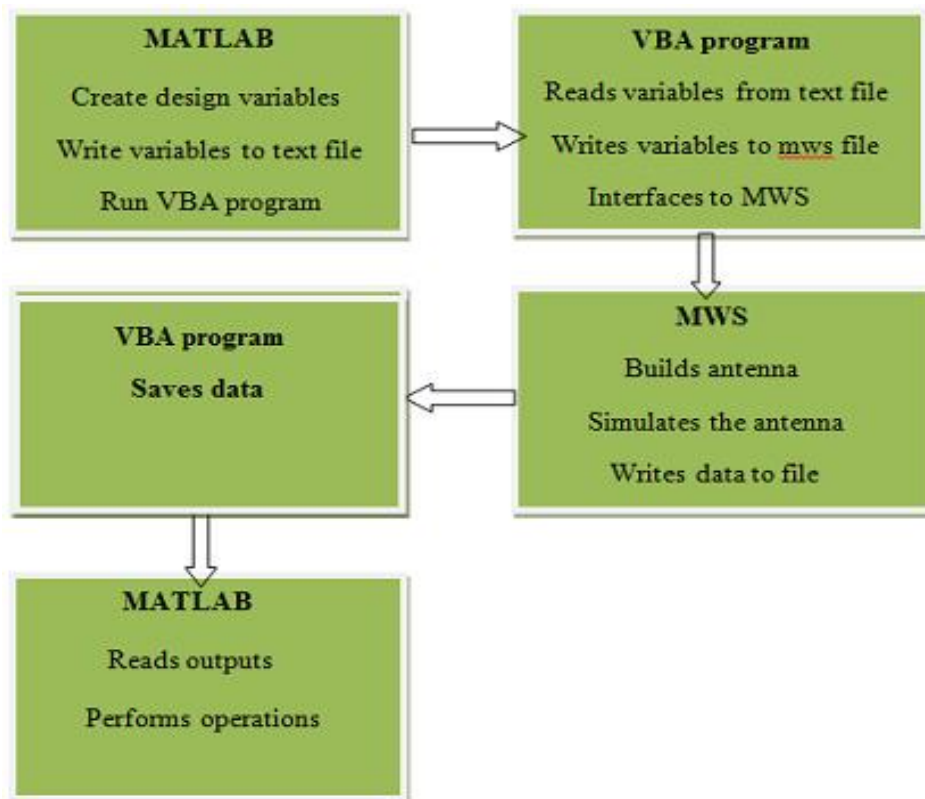 MATLAB
Create design variables
Write variables to text file
Run VBA program
VBA program
Reads variables from text file
Writes variables to mws file
Interfaces to MWS
MWS
Builds antenna
Simulates the antenna
Writes data to file
VBA program
Saves data
MATLAB
Reads outputs
Performs operations